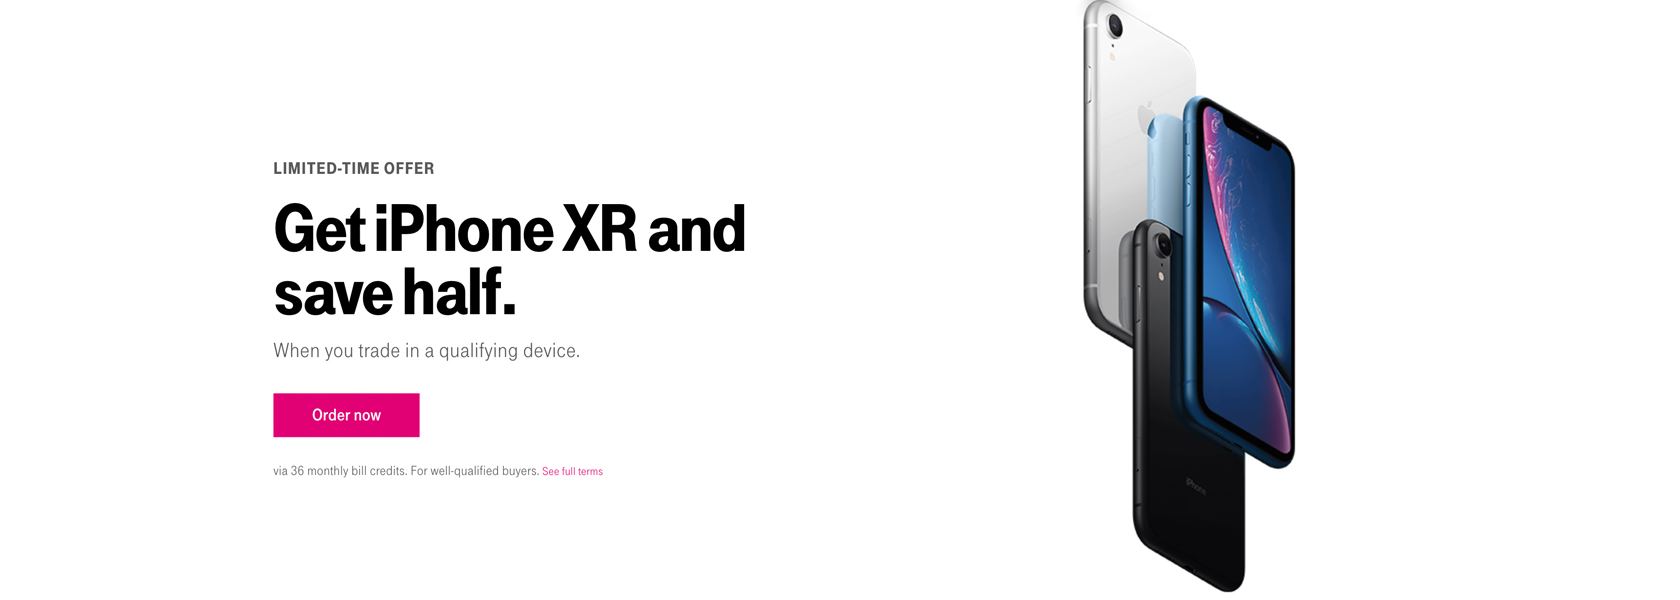 LIMITED-TIME OFFER
Get iPhone XR and
save half.
When you trade in a qualifying device.
Order now
via 36 monthly bill credits. For well-qualified buyers. See full terms
iPhone